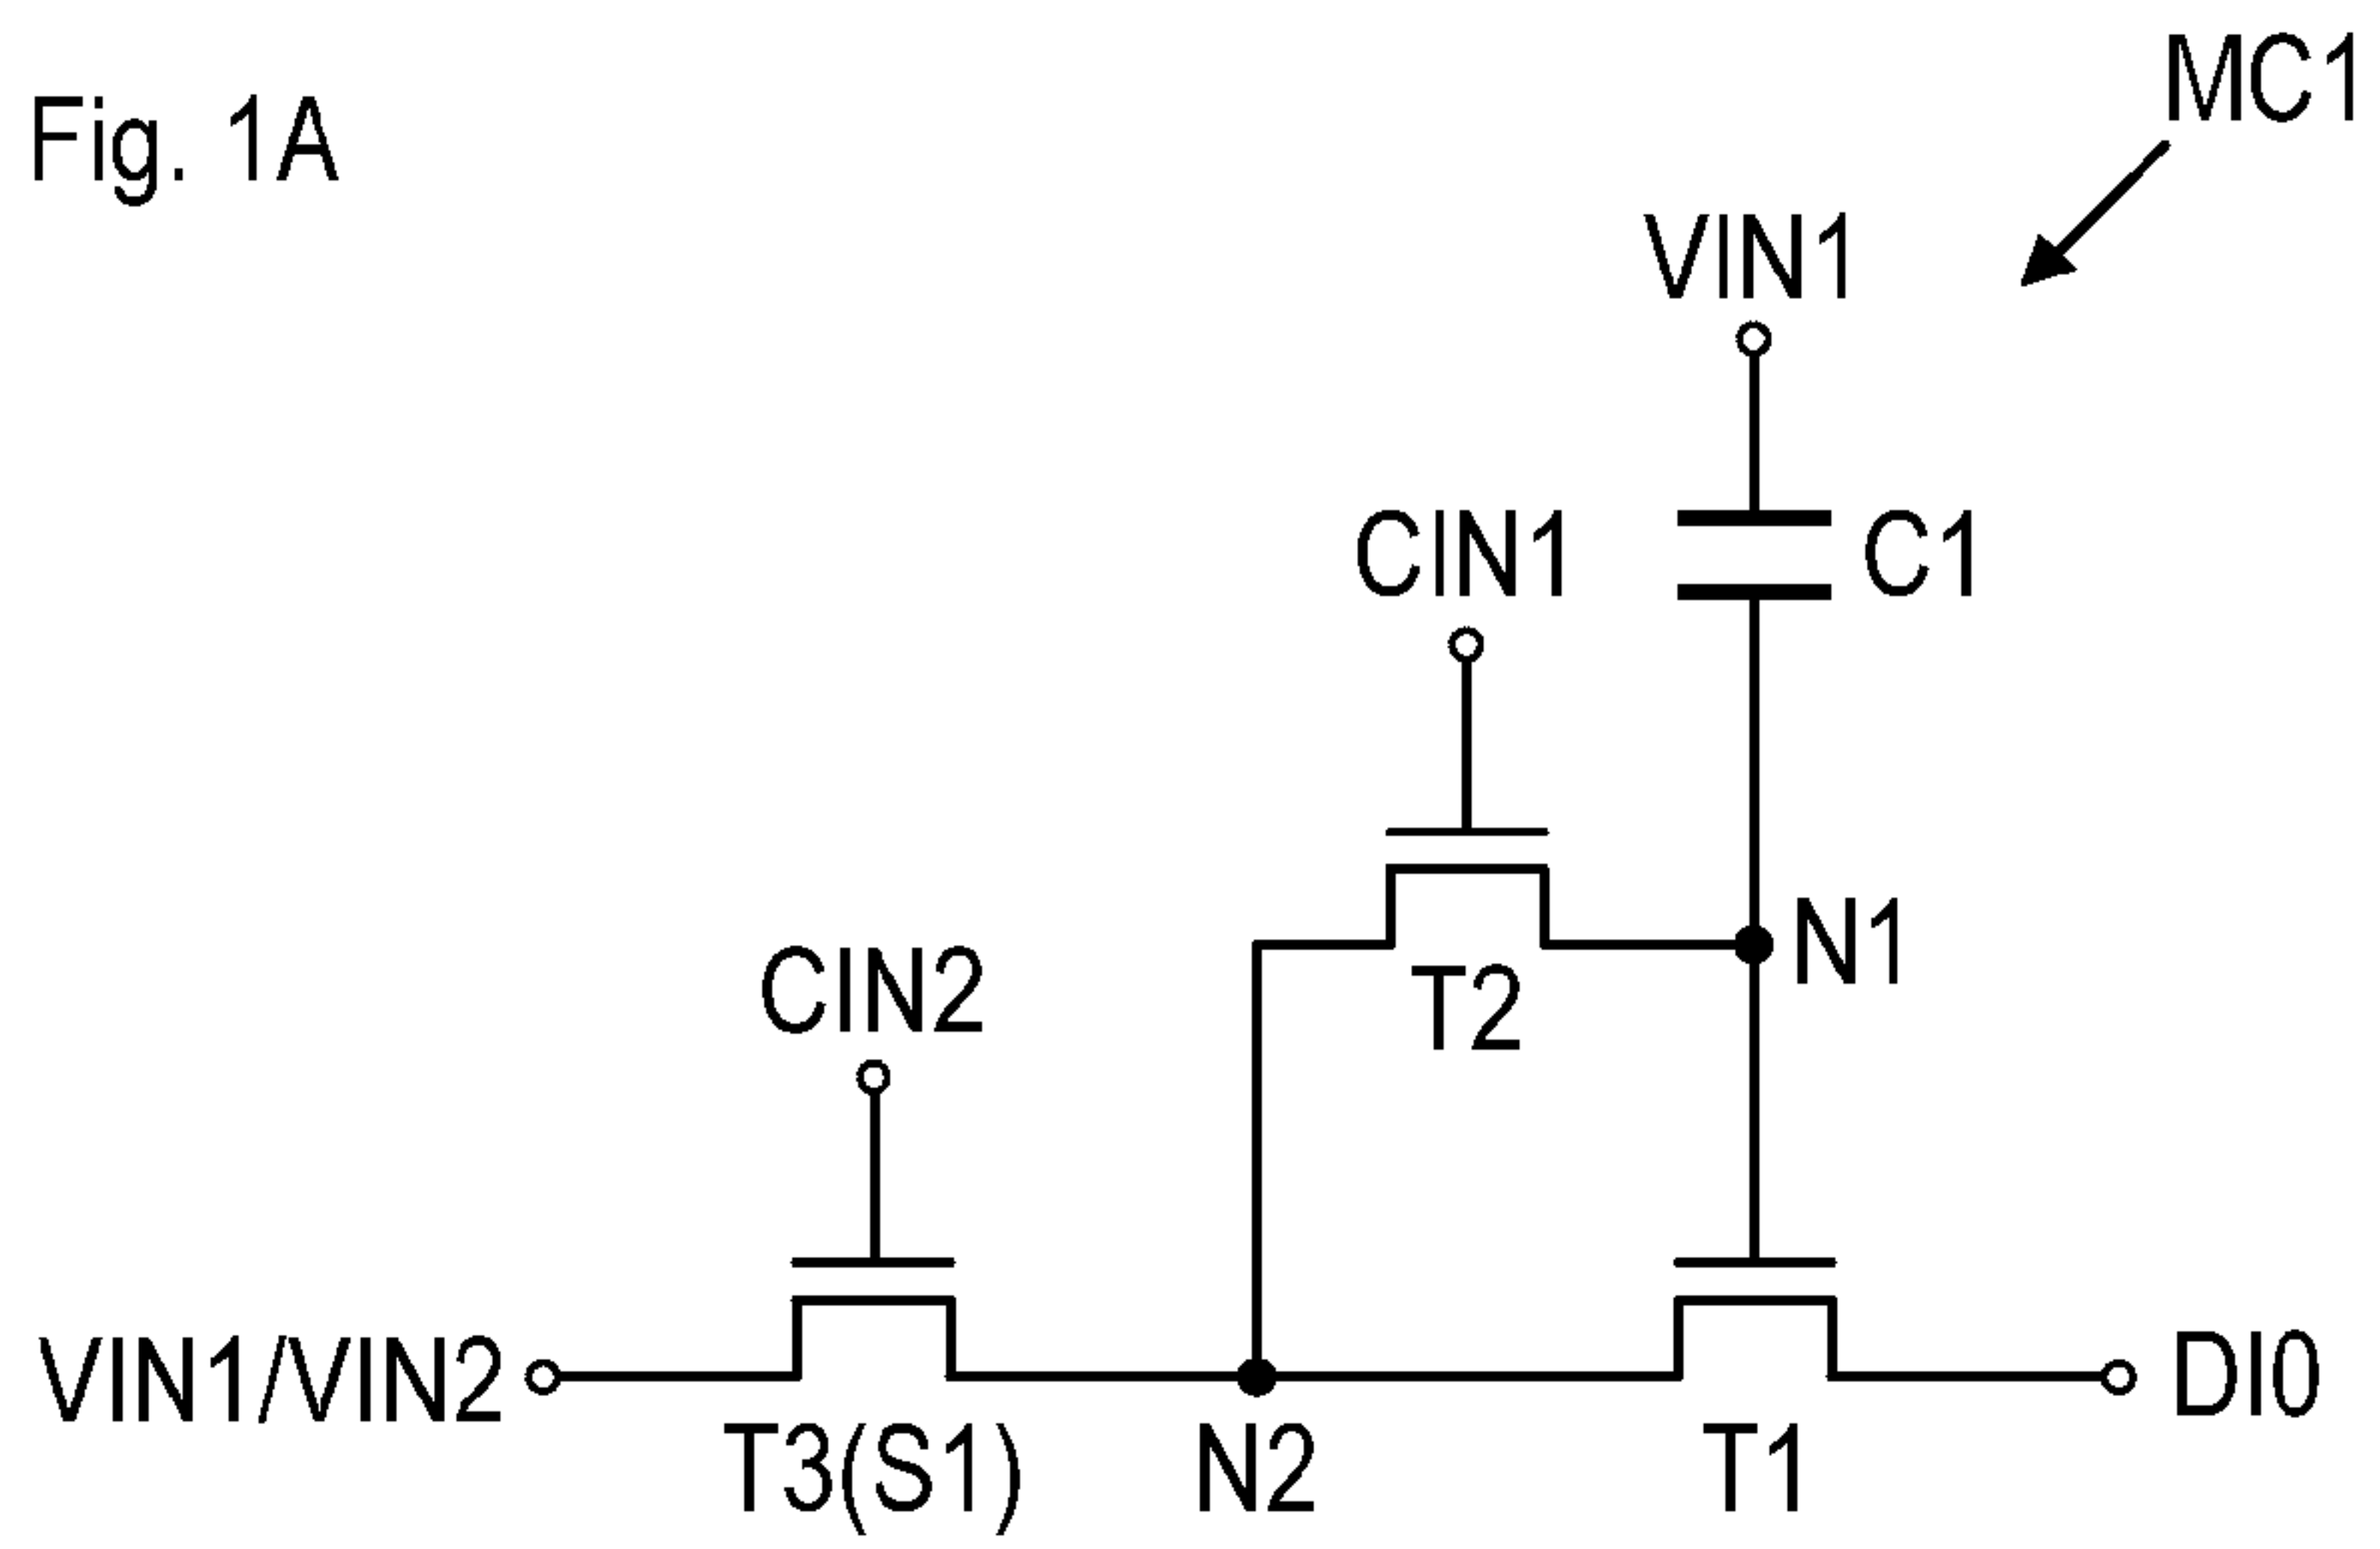 Fig. 1A
MC1
VIN1
CIN1
C1
N1
T2
CIN2
VIN1/VIN2
DI0
T3(S1)
N2
T1